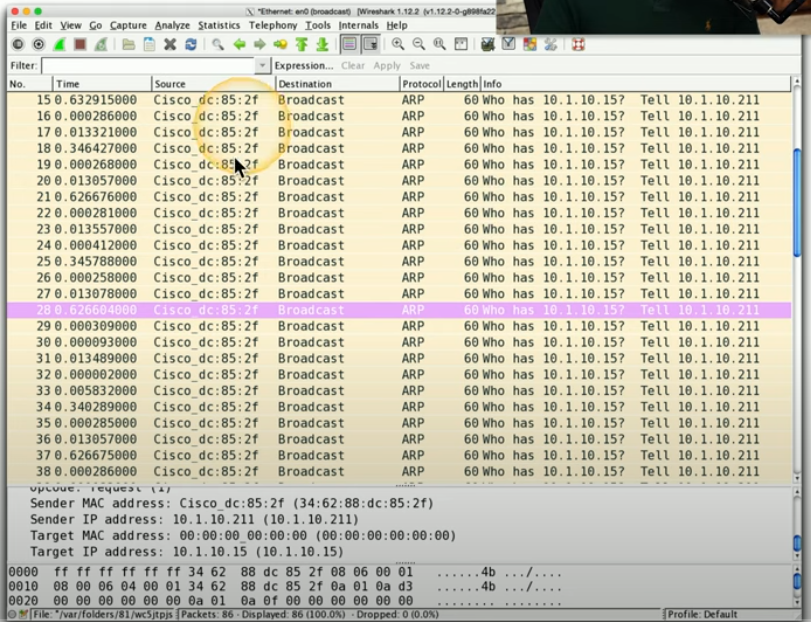 *Ethernet: en0 (broadcast) [Wireshark 1.12.2 (v1.12.2-0-g898fa22
File Edit View Go Capture Analyze Statistics Telephony Tools Internals Help
Filter: Expression... Clear Apply Save
No. Time Source Destination Protocol Length Info
15 0.632915000 Cisco_dc:85:2f Broadcast ARP 60 Who has 10.1.10.15? Tell 10.1.10.211
16 0.000286000 Cisco_dc:85:2f Broadcast ARP 60 Who has 10.1.10.15? Tell 10.1.10.211
17 0.013321000 Cisco_dc:85:2f Broadcast ARP 60 Who has 10.1.10.15? Tell 10.1.10.211
18 0.346427000 Cisco_dc:85:2f Broadcast ARP 60 Who has 10.1.10.15? Tell 10.1.10.211
19 0.000268000 Cisco_dc:85:2f Broadcast ARP 60 Who has 10.1.10.15? Tell 10.1.10.211
20 0.013057000 Cisco_dc:85:2f Broadcast ARP 60 Who has 10.1.10.15? Tell 10.1.10.211
21 0.626676000 Cisco_dc:85:2f Broadcast ARP 60 Who has 10.1.10.15? Tell 10.1.10.211
22 0.000281000 Cisco_dc:85:2f Broadcast ARP 60 Who has 10.1.10.15? Tell 10.1.10.211
23 0.013557000 Cisco_dc:85:2f Broadcast ARP 60 Who has 10.1.10.15? Tell 10.1.10.211
24 0.000412000 Cisco_dc:85:2f Broadcast ARP 60 Who has 10.1.10.15? Tell 10.1.10.211
25 0.345788000 Cisco_dc:85:2f Broadcast ARP 60 Who has 10.1.10.15? Tell 10.1.10.211
26 0.000258000 Cisco_dc:85:2f Broadcast ARP 60 Who has 10.1.10.15? Tell 10.1.10.211
27 0.013078000 Cisco_dc:85:2f Broadcast ARP 60 Who has 10.1.10.15? Tell 10.1.10.211
28 0.626604000 Cisco_dc:85:2f Broadcast ARP 60 Who has 10.1.10.15? Tell 10.1.10.211
29 0.000309000 Cisco_dc:85:2f Broadcast ARP 60 Who has 10.1.10.15? Tell 10.1.10.211
30 0.000093000 Cisco_dc:85:2f Broadcast ARP 60 Who has 10.1.10.15? Tell 10.1.10.211
31 0.013489000 Cisco_dc:85:2f Broadcast ARP 60 Who has 10.1.10.15? Tell 10.1.10.211
32 0.000002000 Cisco_dc:85:2f Broadcast ARP 60 Who has 10.1.10.15? Tell 10.1.10.211
33 0.005832000 Cisco_dc:85:2f Broadcast ARP 60 Who has 10.1.10.15? Tell 10.1.10.211
34 0.340289000 Cisco_dc:85:2f Broadcast ARP 60 Who has 10.1.10.15? Tell 10.1.10.211
35 0.000285000 Cisco_dc:85:2f Broadcast ARP 60 Who has 10.1.10.15? Tell 10.1.10.211
36 0.013057000 Cisco_dc:85:2f Broadcast ARP 60 Who has 10.1.10.15? Tell 10.1.10.211
37 0.626675000 Cisco_dc:85:2f Broadcast ARP 60 Who has 10.1.10.15? Tell 10.1.10.211
38 0.000286000 Cisco_dc:85:2f Broadcast ARP 60 Who has 10.1.10.15? Tell 10.1.10.211
Opcode: request (1)
Sender MAC address: Cisco_dc:85:2f (34:62:88:dc:85:2f)
Sender IP address: 10.1.10.211 (10.1.10.211)
Target MAC address: 00:00:00_00:00:00 (00:00:00:00:00:00)
Target IP address: 10.1.10.15 (10.1.10.15)
0000 ff ff ff ff ff ff 34 62 88 dc 85 2f 08 06 00 01 ......4b .../....
0010 08 00 06 04 00 01 34 62 88 dc 85 2f 0a 01 0a d3 ......4b .../....
0020 00 00 00 00 00 00 0a 01 0a 0f 00 00 00 00 00 00 ........ ........
File: "/var/folders/81/wc5jtpjs Packets: 86 · Displayed: 86 (100.0%) · Dropped: 0 (0.0%) Profile: Default